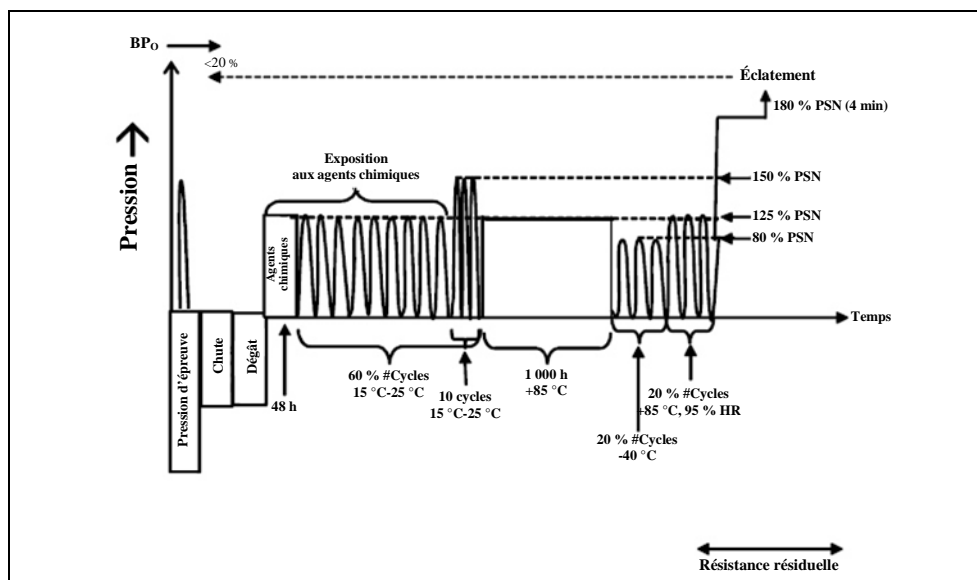 BPO
<20 %
Éclatement
180 % PSN (4 min)
Pression
Exposition
aux agents chimiques
150 % PSN
125 % PSN
80 % PSN
Agents
chimiques
Temps
Pression d'épreuve
Chute
Dégât
48 h
60 % #Cycles
15 °C-25 °C
10 cycles
15 °C-25 °C
1 000 h
+85 °C
20 % #Cycles
+85 °C, 95 % HR
20 % #Cycles
-40 °C
Résistance résiduelle